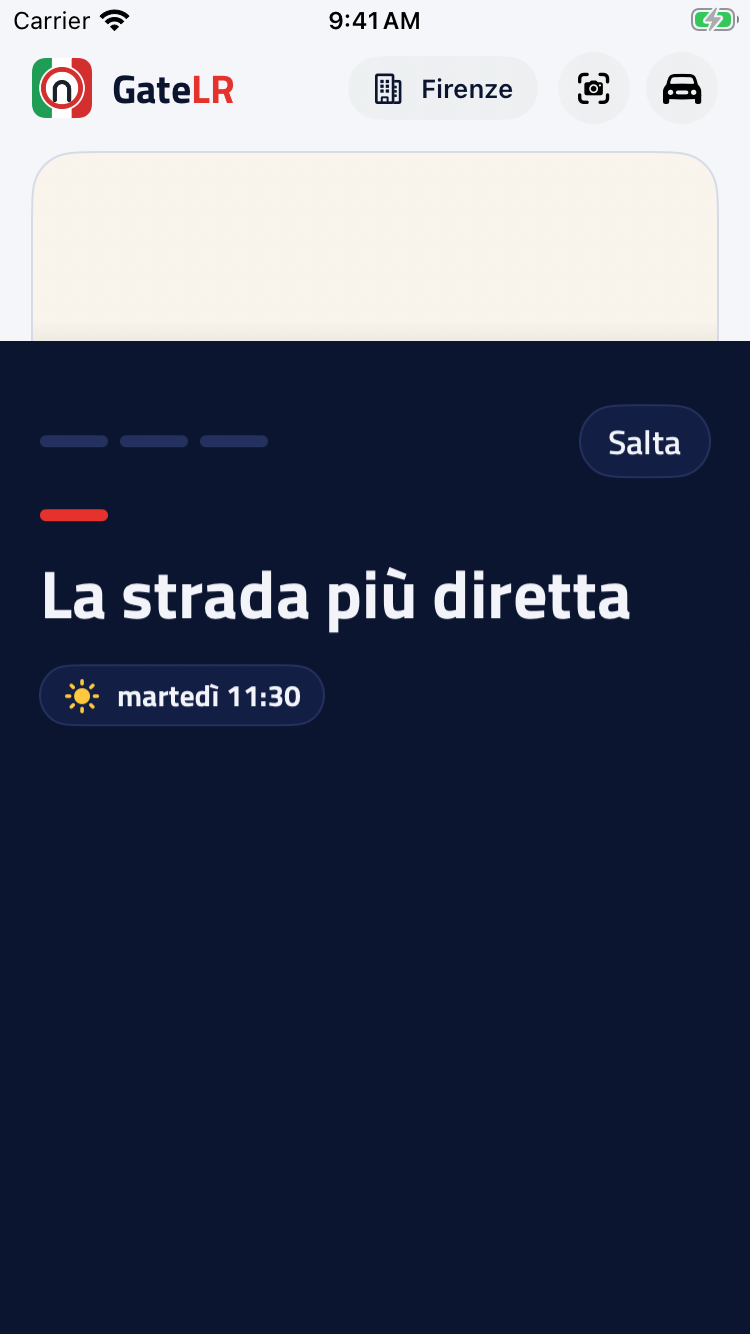 Carrier 9:41 AM
GateLR Firenze
Salta
La strada più diretta
martedì 11:30